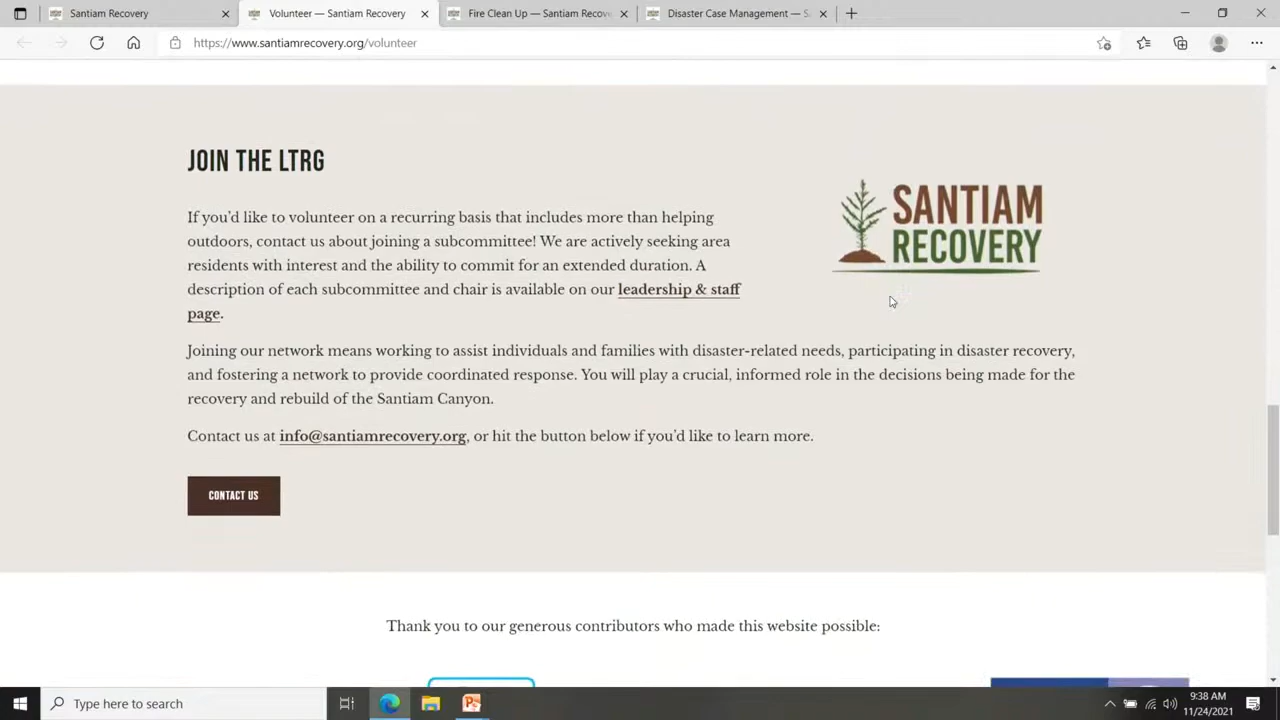 Santiam Recovery
Volunteer — Santiam Recovery
Fire Clean Up — Santiam Recov
Disaster Case Management — S
https://www.santiamrecovery.org/volunteer
JOIN THE LTRG
If you'd like to volunteer on a recurring basis that includes more than helping
outdoors, contact us about joining a subcommittee! We are actively seeking area
residents with interest and the ability to commit for an extended duration. A
description of each subcommittee and chair is available on our leadership & staff
page.
SANTIAM
RECOVERY
Joining our network means working to assist individuals and families with disaster-related needs, participating in disaster recovery,
and fostering a network to provide coordinated response. You will play a crucial, informed role in the decisions being made for the
recovery and rebuild of the Santiam Canyon.
Contact us at info@santiamrecovery.org, or hit the button below if you'd like to learn more.
CONTACT US
Thank you to our generous contributors who made this website possible:
Type here to search
9:38 AM
11/24/2021